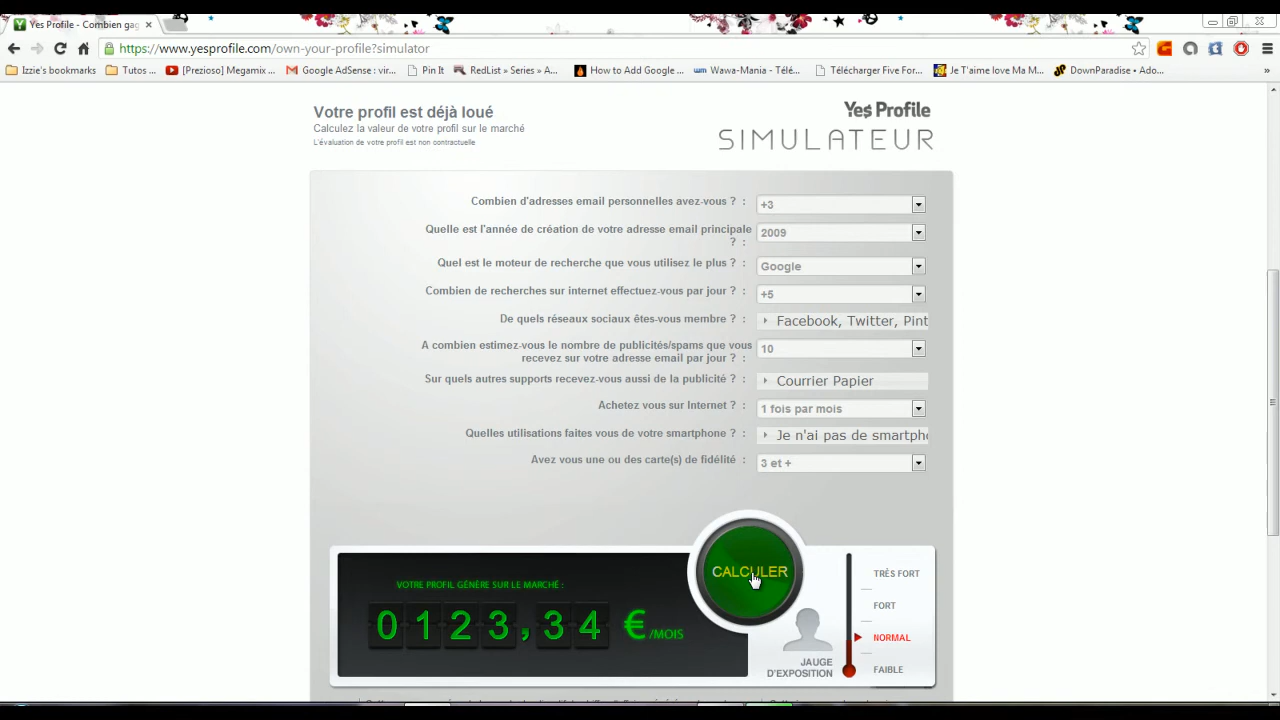 Yes Profile - Combien gag
https://www.yesprofile.com/own-your-profile?simulator
Izzie's bookmarks
Tutos ...
[Prezioso] Megamix ...
Google AdSense : vir...
Pin It
RedList » Series » A...
How to Add Google ...
Wawa-Mania - Télé...
Télécharger Five For...
Je T'aime love Ma M...
DownParadise • Ado...
»
Votre profil est déjà loué
Calculez la valeur de votre profil sur le marché
L'évaluation de votre profil est non contractuelle
Yes Profile
SIMULATEUR
Combien d'adresses email personnelles avez-vous ? :
+3
Quelle est l'année de création de votre adresse email principale
? :
2009
Quel est le moteur de recherche que vous utilisez le plus ? :
Google
Combien de recherches sur internet effectuez-vous par jour ? :
+5
De quels réseaux sociaux êtes-vous membre ? :
Facebook, Twitter, Pint
A combien estimez-vous le nombre de publicités/spams que vous
recevez sur votre adresse email par jour ? :
10
Sur quels autres supports recevez-vous aussi de la publicité ? :
Courrier Papier
Achetez vous sur Internet ? :
1 fois par mois
Quelles utilisations faites vous de votre smartphone ? :
Je n'ai pas de smartpho
Avez vous une ou des carte(s) de fidélité :
3 et +
CALCULER
VOTRE PROFIL GÉNÈRE SUR LE MARCHÉ :
0123,34 €/MOIS
TRÈS FORT
FORT
NORMAL
FAIBLE
JAUGE
D'EXPOSITION